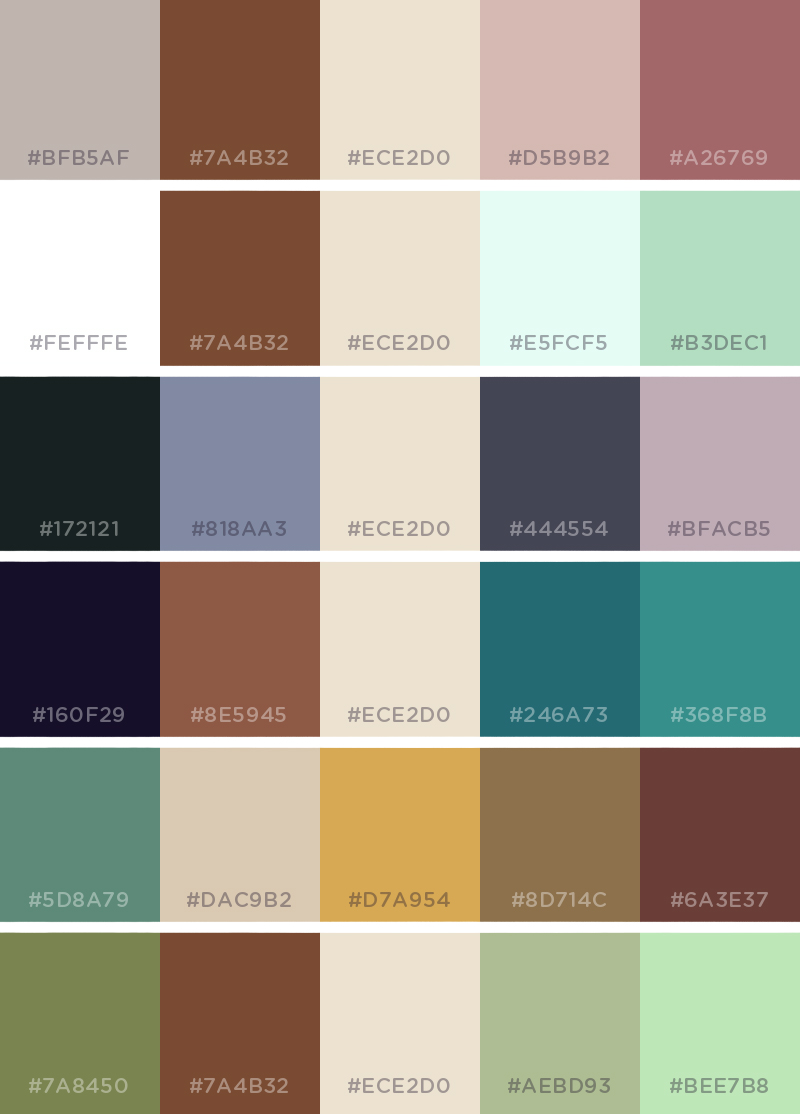 #BFB5AF #7A4B32 #ECE2D0 #D5B9B2 #A26769
#FEFFFE #7A4B32 #ECE2D0 #E5FCF5 #B3DEC1
#172121 #818AA3 #ECE2D0 #444554 #BFACB5
#160F29 #8E5945 #ECE2D0 #246A73 #368F8B
#5D8A79 #DAC9B2 #D7A954 #8D714C #6A3E37
#7A8450 #7A4B32 #ECE2D0 #AEBD93 #BEE7B8